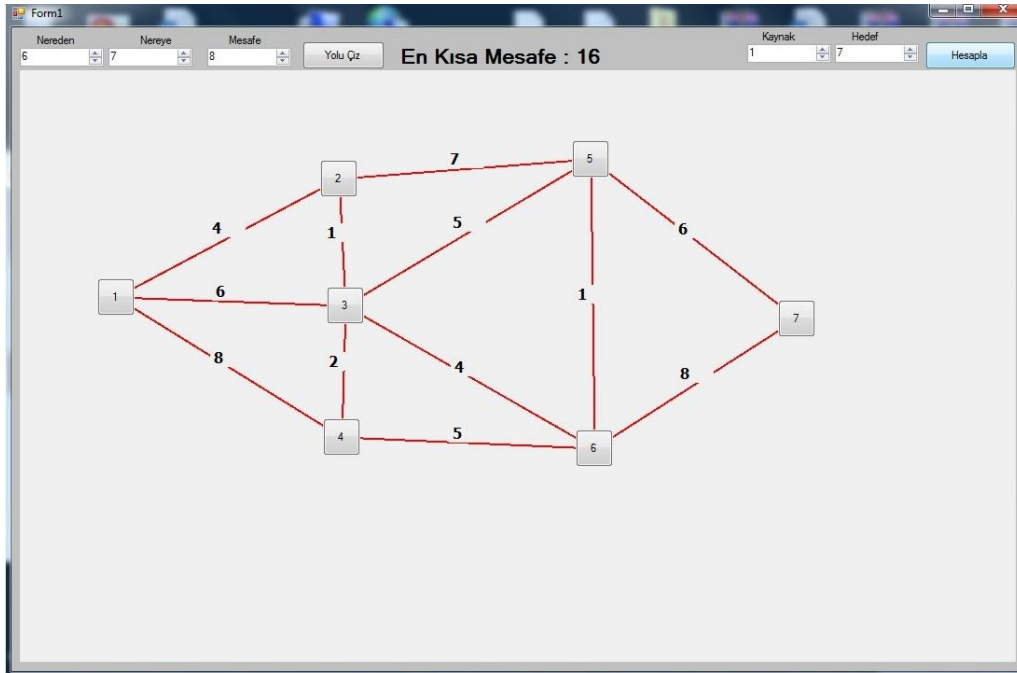 Form1
Nereden Nereye Mesafe Kaynak Hedef
6 7 8 Yolu Çiz En Kısa Mesafe : 16 1 7 Hesapla
7 5
2
4 1 5 6
1 6 3 1 7
8 2 4 8
4 5 6